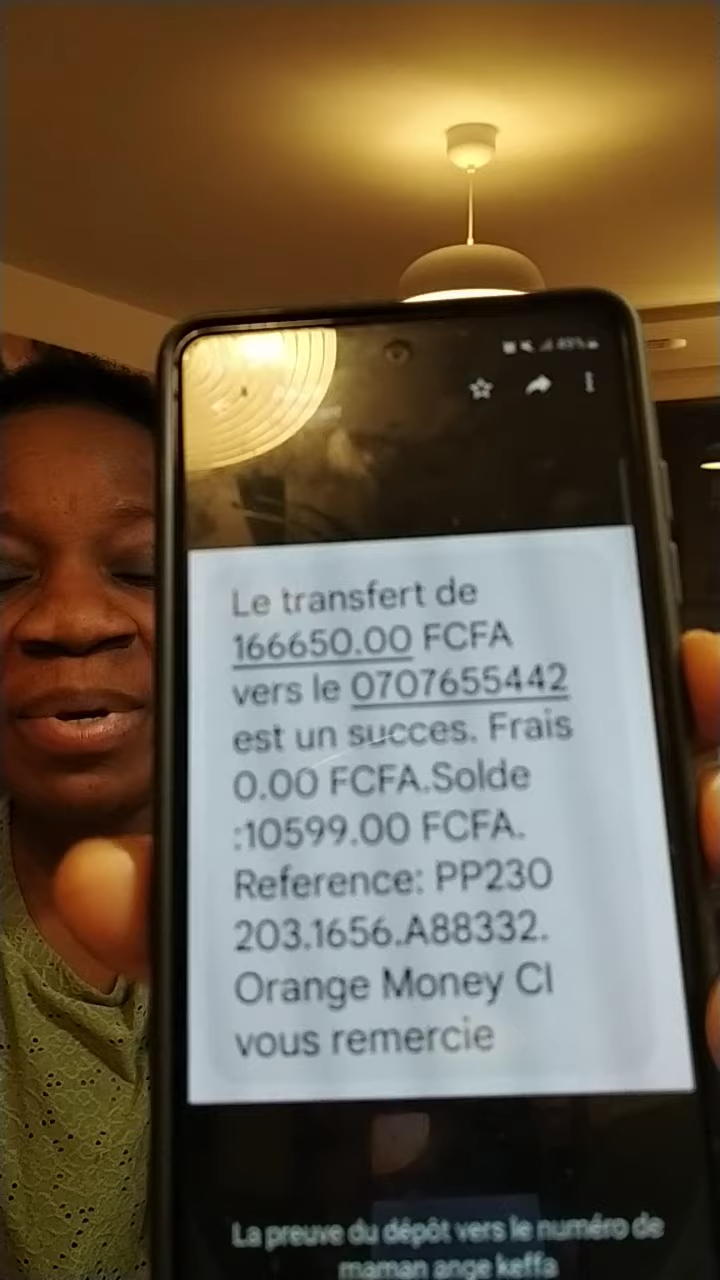 Le transfert de
166650.00 FCFA
vers le 0707655442
est un succes. Frais
0.00 FCFA.Solde
:10599.00 FCFA.
Reference: PP230
203.1656.A88332.
Orange Money CI
vous remercie
La preuve du dépôt vers le numéro de
maman ange keffa